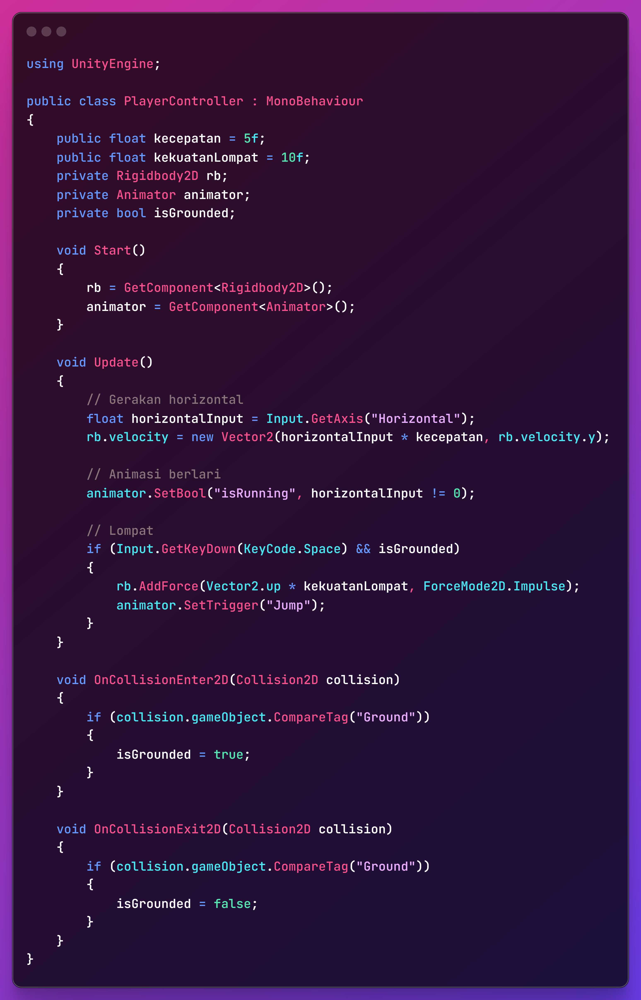 using UnityEngine;

public class PlayerController : MonoBehaviour
{
    public float kecepatan = 5f;
    public float kekuatanLompat = 10f;
    private Rigidbody2D rb;
    private Animator animator;
    private bool isGrounded;

    void Start()
    {
        rb = GetComponent<Rigidbody2D>();
        animator = GetComponent<Animator>();
    }

    void Update()
    {
        // Gerakan horizontal
        float horizontalInput = Input.GetAxis("Horizontal");
        rb.velocity = new Vector2(horizontalInput * kecepatan, rb.velocity.y);

        // Animasi berlari
        animator.SetBool("isRunning", horizontalInput != 0);

        // Lompat
        if (Input.GetKeyDown(KeyCode.Space) && isGrounded)
        {
            rb.AddForce(Vector2.up * kekuatanLompat, ForceMode2D.Impulse);
            animator.SetTrigger("Jump");
        }
    }

    void OnCollisionEnter2D(Collision2D collision)
    {
        if (collision.gameObject.CompareTag("Ground"))
        {
            isGrounded = true;
        }
    }

    void OnCollisionExit2D(Collision2D collision)
    {
        if (collision.gameObject.CompareTag("Ground"))
        {
            isGrounded = false;
        }
    }
}